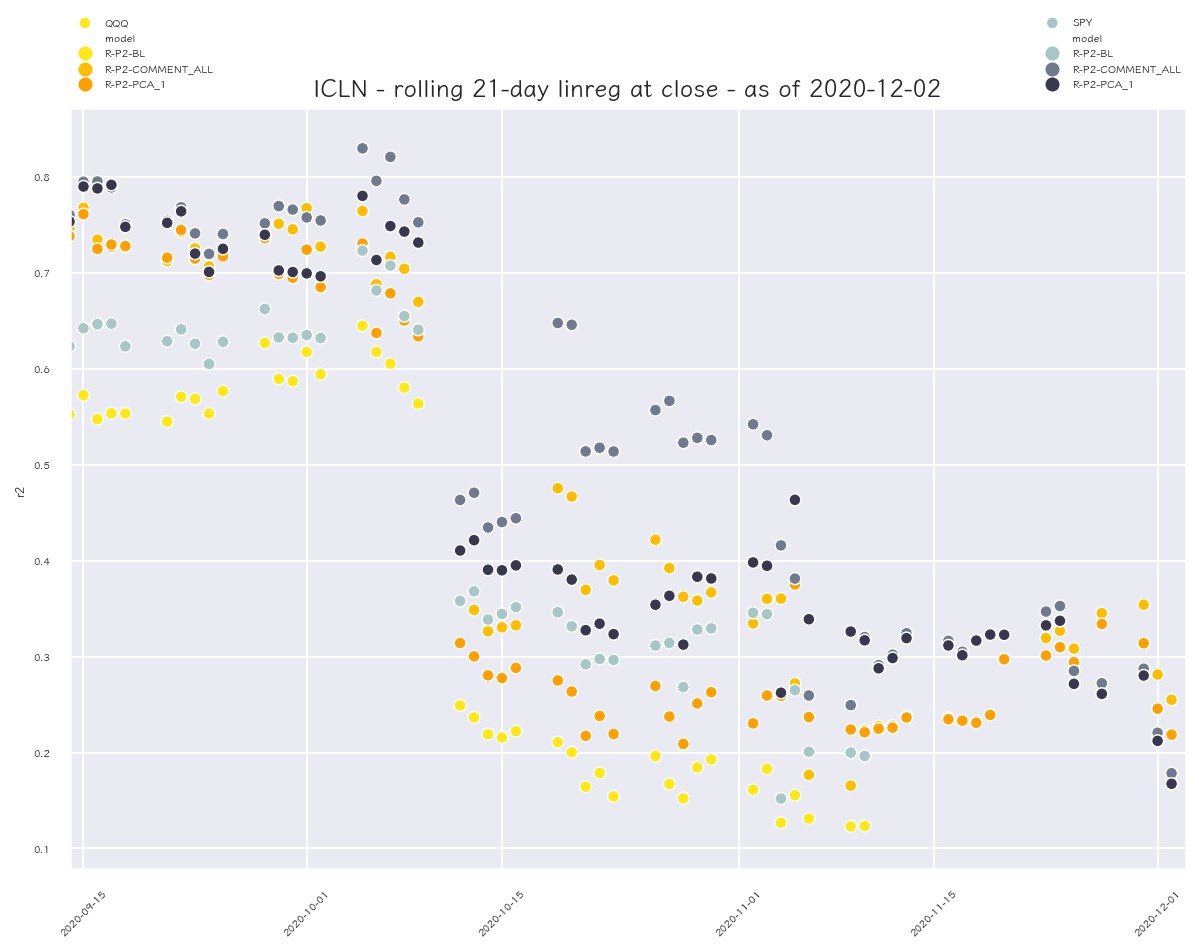 QQQ
model
R-P2-BL
R-P2-COMMENT_ALL
R-P2-PCA_1
SPY
model
R-P2-BL
R-P2-COMMENT_ALL
R-P2-PCA_1
ICLN - rolling 21-day linreg at close - as of 2020-12-02
r2
0.8
0.7
0.6
0.5
0.4
0.3
0.2
0.1
2020-09-15
2020-10-01
2020-10-15
2020-11-01
2020-11-15
2020-12-01